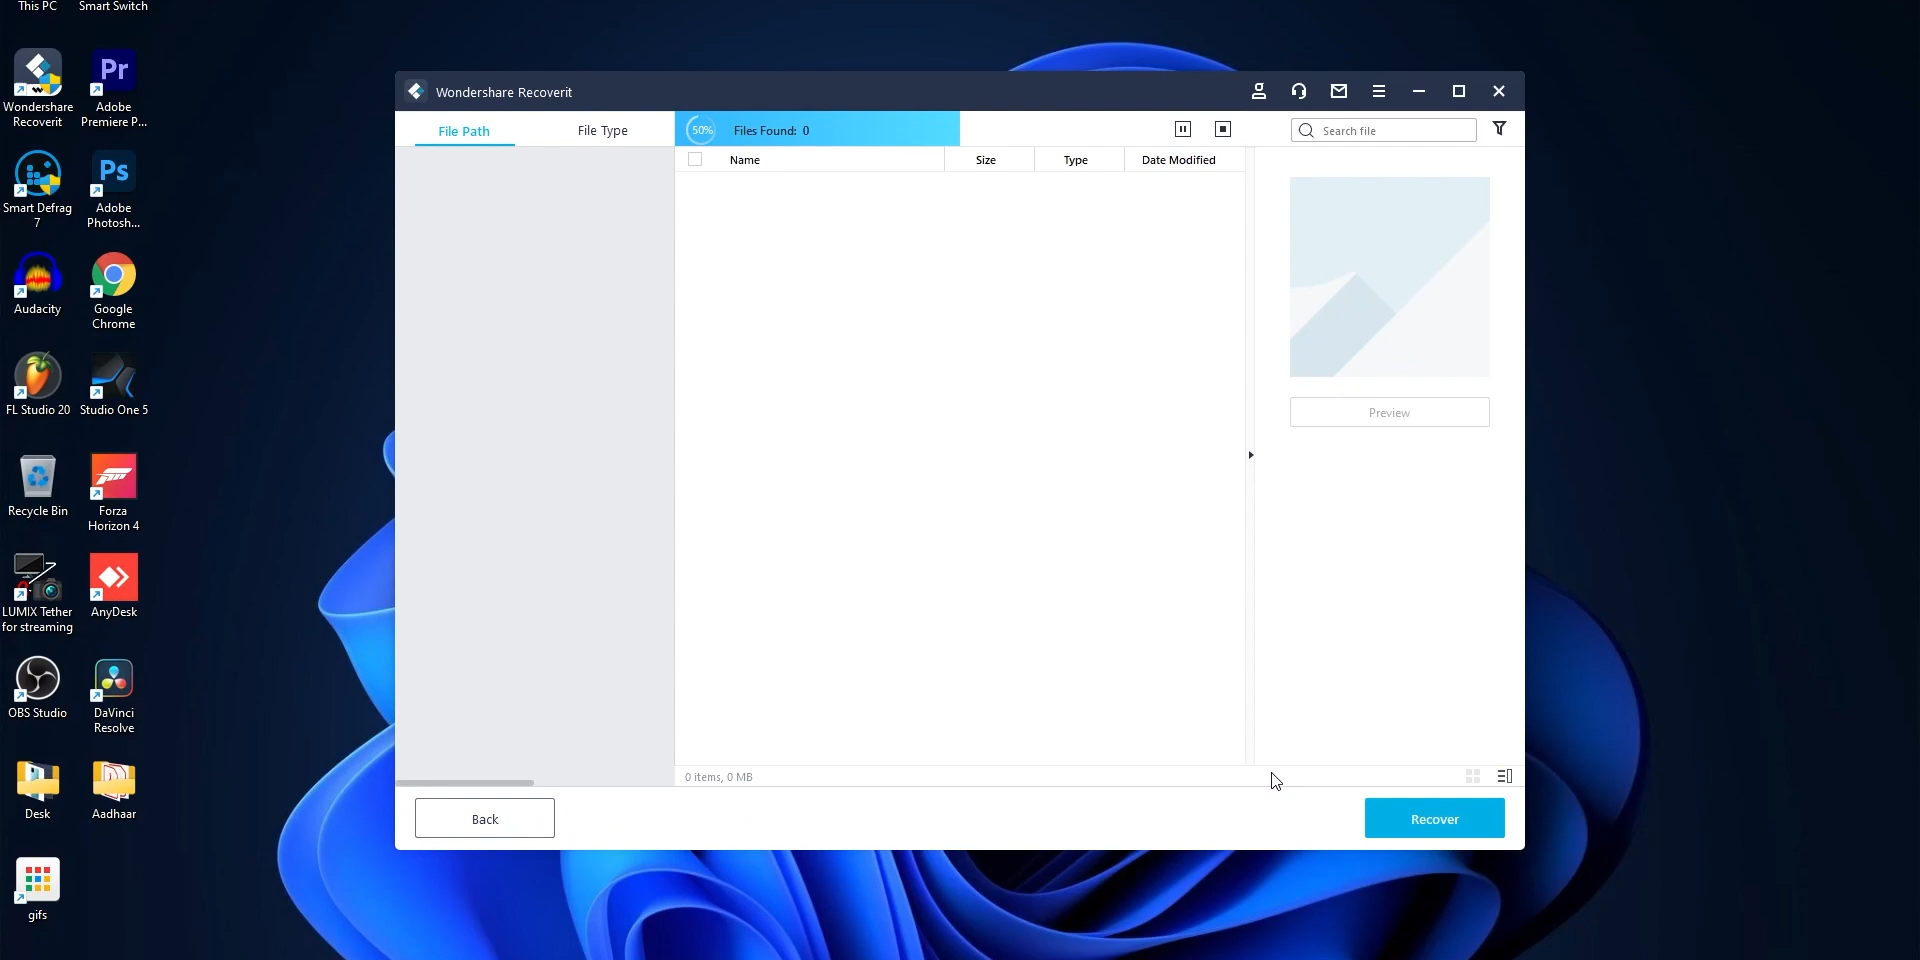 This PC
Smart Switch
Wondershare
Recoverit
Adobe
Premiere P...
Smart Defrag
7
Adobe
Photosh...
Audacity
Google
Chrome
FL Studio 20
Studio One 5
Recycle Bin
Forza
Horizon 4
LUMIX Tether
for streaming
AnyDesk
OBS Studio
DaVinci
Resolve
Desk
Aadhaar
gifs
Pr
Ps
Wondershare Recoverit
File Path
File Type
50%
Files Found: 0
Search file
Name
Size
Type
Date Modified
Preview
0 items, 0 MB
Back
Recover